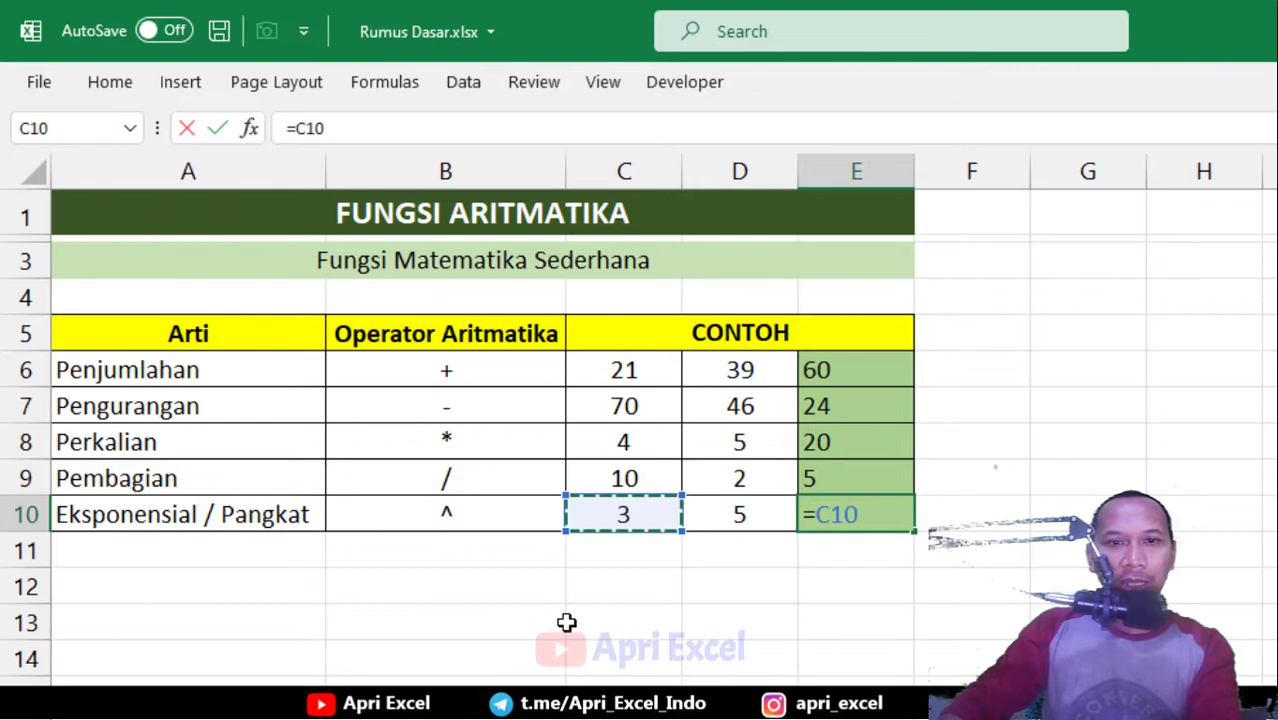 AutoSave Off Rumus Dasar.xlsx Search
File Home Insert Page Layout Formulas Data Review View Developer
C10 fx =C10
A B C D E F G H
1 FUNGSI ARITMATIKA
3 Fungsi Matematika Sederhana
4
5 Arti Operator Aritmatika CONTOH
6 Penjumlahan + 21 39 60
7 Pengurangan - 70 46 24
8 Perkalian * 4 5 20
9 Pembagian / 10 2 5
10 Eksponensial / Pangkat ^ 3 5 =C10
11
12
13
14
Apri Excel
Apri Excel t.me/Apri_Excel_Indo apri_excel